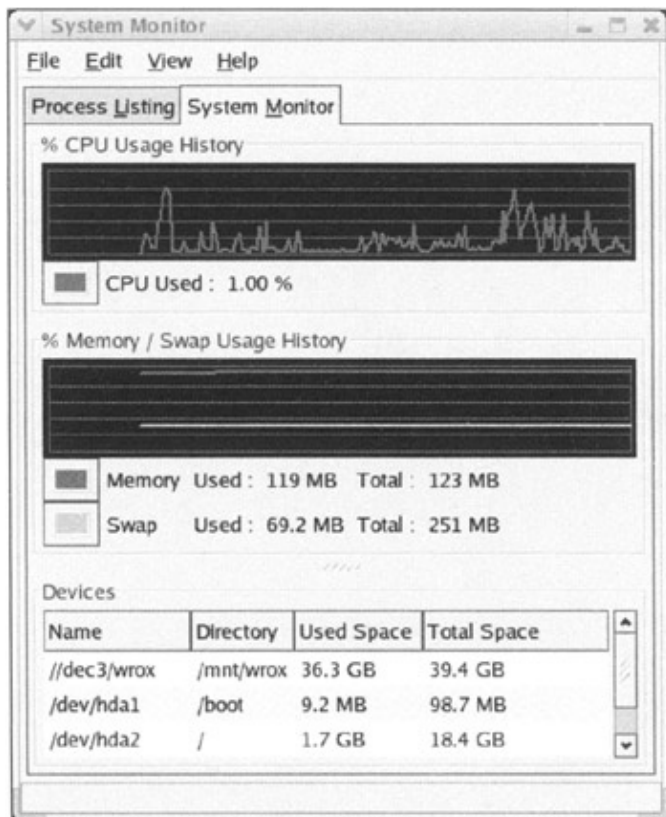 System Monitor
File Edit View Help
Process Listing System Monitor
% CPU Usage History
CPU Used : 1.00 %
% Memory / Swap Usage History
Memory Used : 119 MB Total : 123 MB
Swap Used : 69.2 MB Total : 251 MB
Devices
Name Directory Used Space Total Space
//dec3/wrox /mnt/wrox 36.3 GB 39.4 GB
/dev/hda1 /boot 9.2 MB 98.7 MB
/dev/hda2 / 1.7 GB 18.4 GB